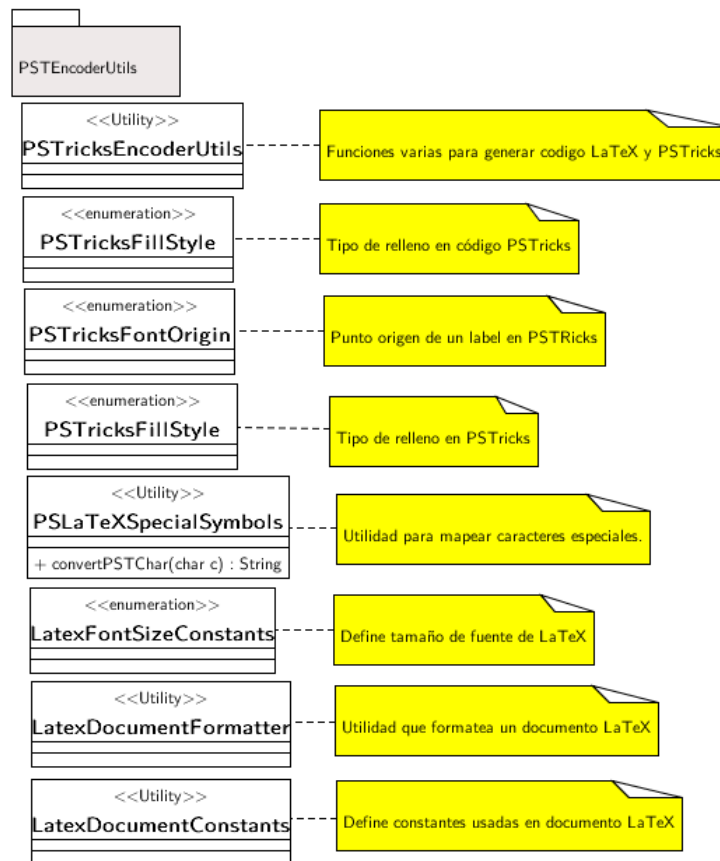 PSTEncoderUtils
<<Utility>>
PSTricksEncoderUtils
Funciones varias para generar codigo LaTeX y PSTricks
<<enumeration>>
PSTricksFillStyle
Tipo de relleno en código PSTricks
<<enumeration>>
PSTricksFontOrigin
Punto origen de un label en PSTRicks
<<enumeration>>
PSTricksFillStyle
Tipo de relleno en PSTricks
<<Utility>>
PSLaTeXSpecialSymbols
+ convertPSTChar(char c) : String
Utilidad para mapear caracteres especiales.
<<enumeration>>
LatexFontSizeConstants
Define tamaño de fuente de LaTeX
<<Utility>>
LatexDocumentFormatter
Utilidad que formatea un documento LaTeX
<<Utility>>
LatexDocumentConstants
Define constantes usadas en documento LaTeX